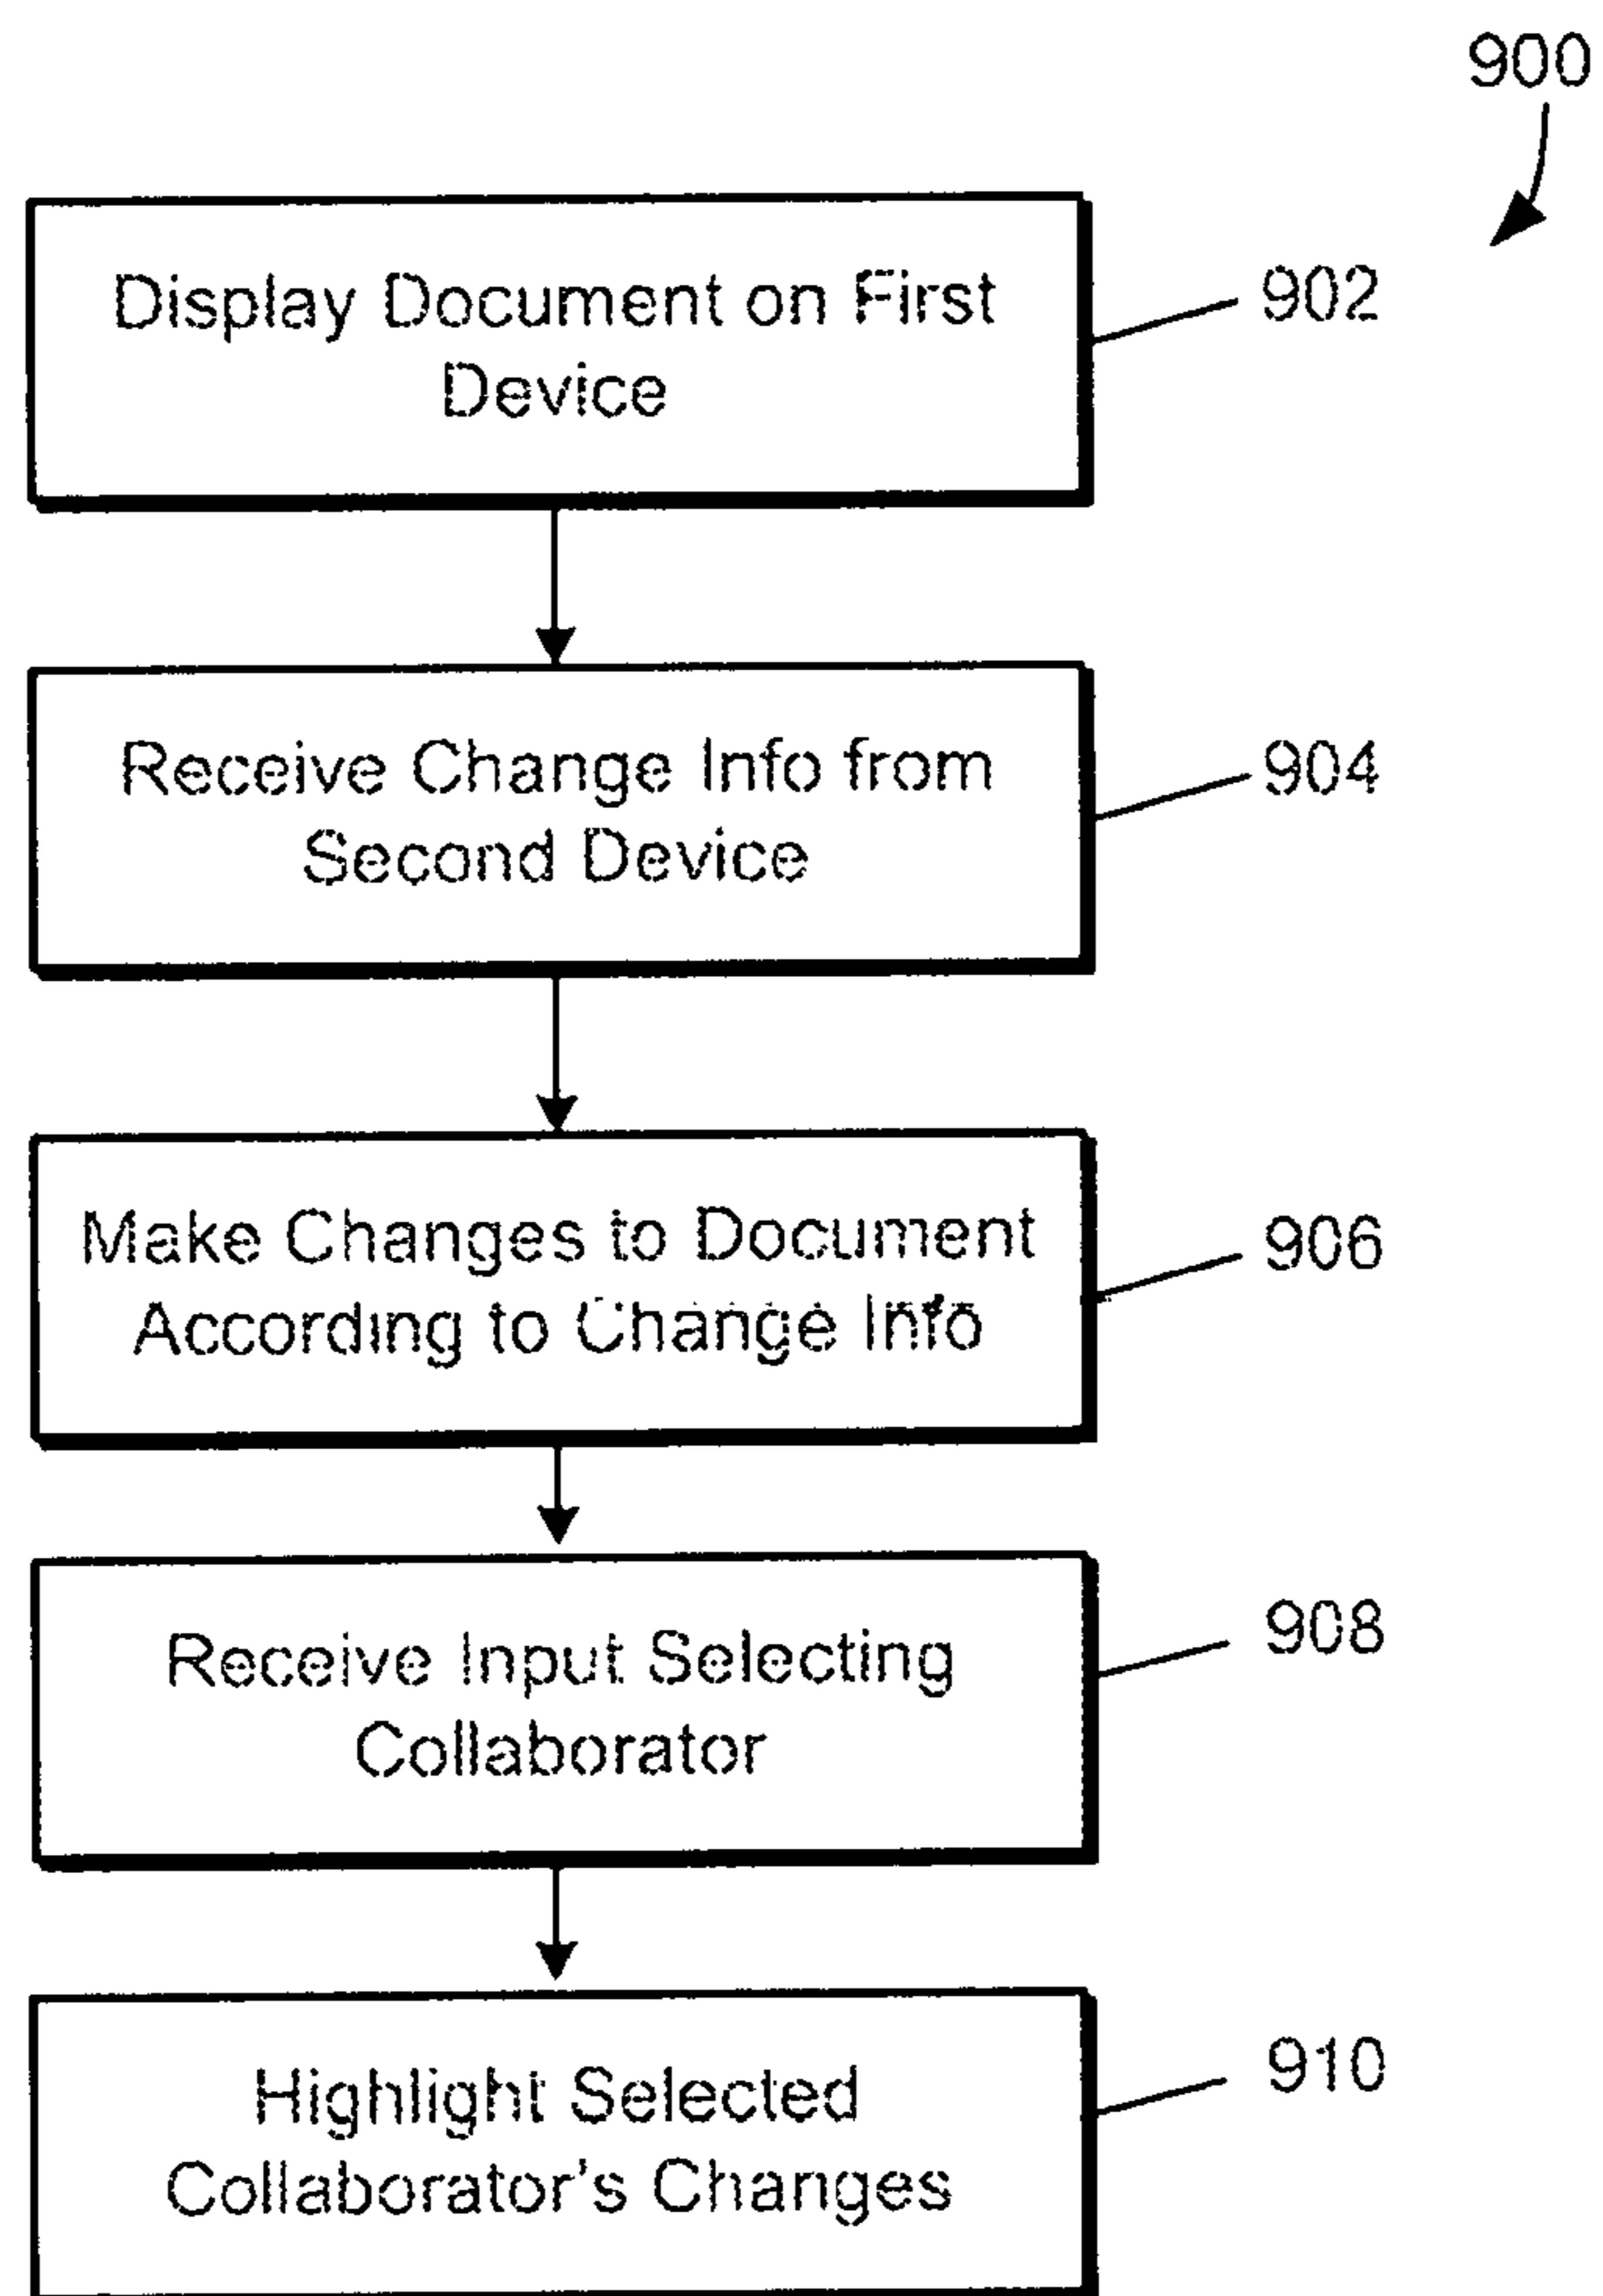 900
Display Document on First
Device
902
Receive Change Info from
Second Device
904
Make Changes to Document
According to Change Info
906
Receive Input Selecting
Collaborator
908
Highlight Selected
Collaborator's Changes
910